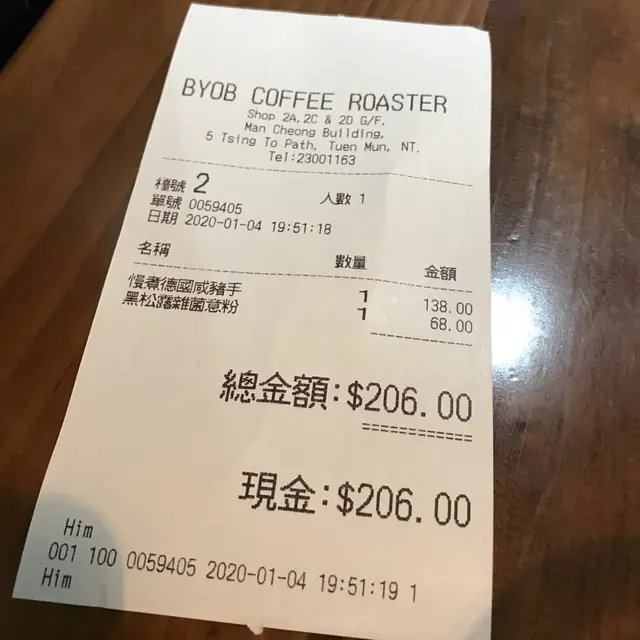 BYOB COFFEE ROASTER
Shop 2A,2C & 2D G/F,
Man Cheong Building,
5 Tsing To Path, Tuen Mun, NT.
Tel:23001163
檯號 2 人數 1
單號 0059405
日期 2020-01-04 19:51:18
名稱 數量 金額
慢煮德國咸豬手 1 138.00
黑松露雜菌意粉 1 68.00
總金額:$206.00
現金:$206.00
Him
001 100 0059405 2020-01-04 19:51:19 1
Him